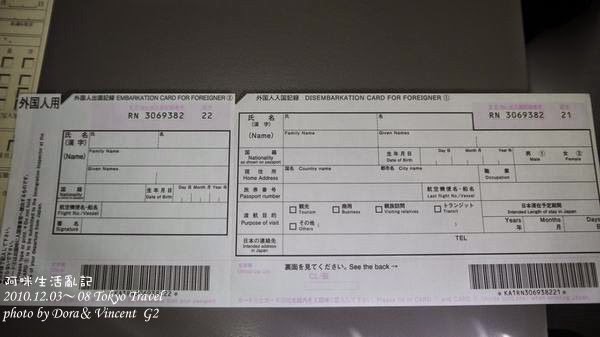 外国人用
外国人出国記録 EMBARKATION CARD FOR FOREIGNER ②
RN 3069382 22
氏名
(漢字)
(Name)
Family Name
Given Names
国籍
Nationality
as shown on passport
生年月日
Date of Birth
Day 日 Month 月 Year 年
航空機便名・船名
Flight No./Vessel
署名
Signature
外国人入国記録 DISEMBARKATION CARD FOR FOREIGNER ①
RN 3069382 21
氏名
(漢字)
(Name)
氏
名
Family Name
Given Names
国籍
Nationality
as shown on passport
生年月日
Date of Birth
Day 日 Month 月 Year 年
男 ①
Male
女 ②
Female
現住所
Home Address
国名 Country name
都市名 City name
職業
Occupation
旅券番号
Passport number
航空機便名・船名
Last flight No./Vessel
渡航目的
Purpose of visit
観光
Tourism
商用
Business
親族訪問
Visiting relatives
トランジット
Transit
その他
Others
日本滞在予定期間
Intended Length of stay in Japan
Years 年
Months 月
Days 日
日本の連絡先
Intended address in Japan
TEL
裏面を見てください。 See the back →
KA1RN306938221
阿咪生活亂記
2010.12.03～08 Tokyo Travel
photo by Dora & Vincent G2